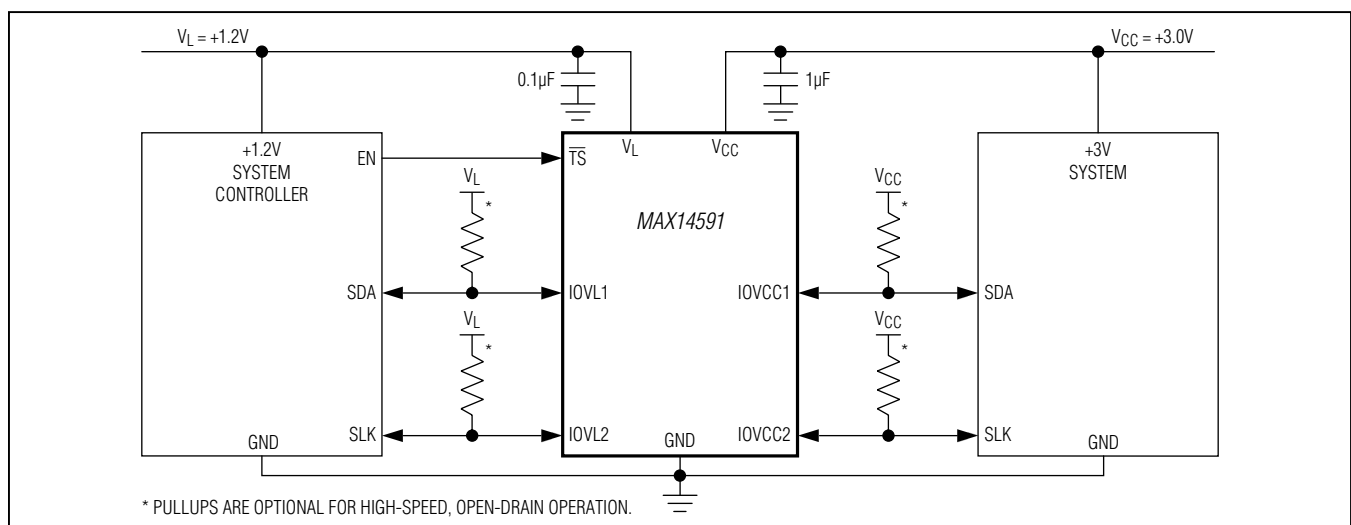 VL = +1.2V
VCC = +3.0V
0.1µF
1µF
+1.2V
SYSTEM
CONTROLLER
EN
SDA
SLK
GND
VL
*
VL
*
TS
VL
VCC
MAX14591
IOVL1
IOVL2
IOVCC1
IOVCC2
GND
VCC
*
VCC
*
+3V
SYSTEM
SDA
SLK
GND
* PULLUPS ARE OPTIONAL FOR HIGH-SPEED, OPEN-DRAIN OPERATION.